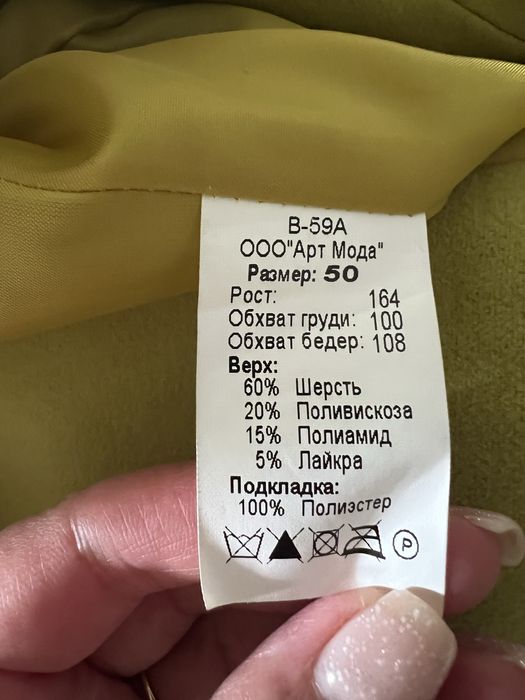 В-59А
ООО"Арт Мода"
Размер: 50
Рост: 164
Обхват груди: 100
Обхват бедер: 108
Верх:
60% Шерсть
20% Поливискоза
15% Полиамид
5% Лайкра
Подкладка:
100% Полиэстер
P